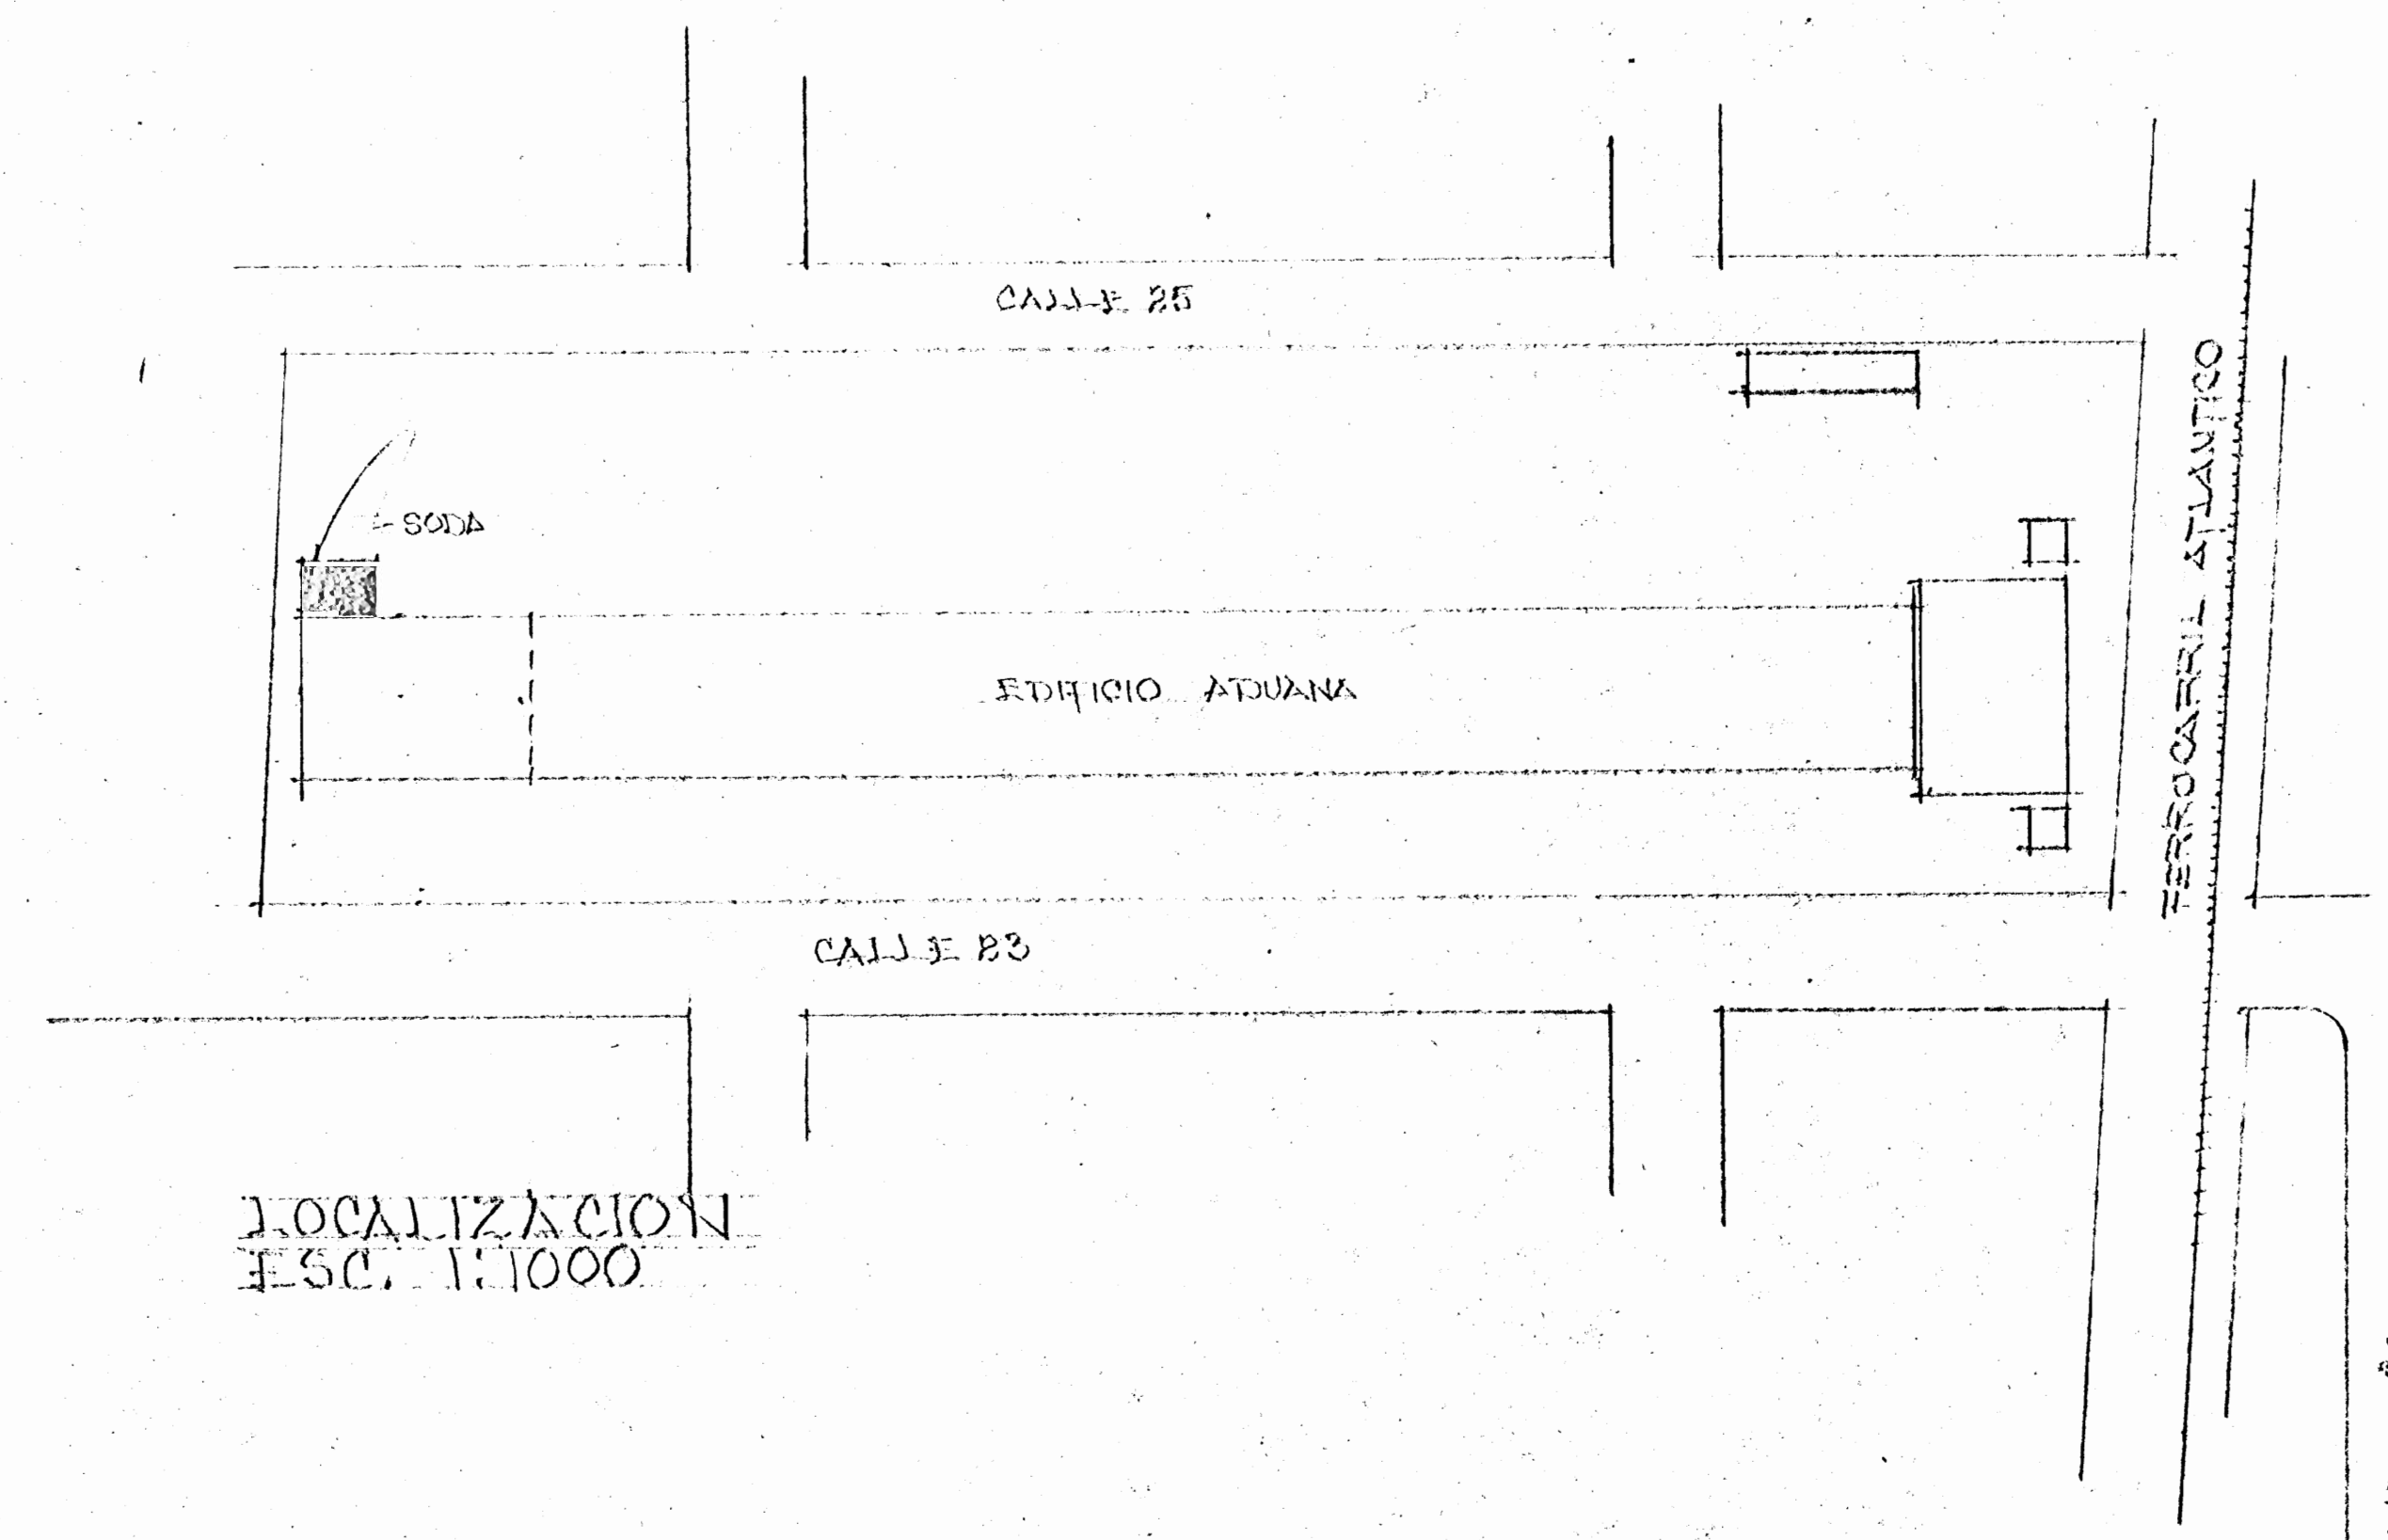 CALLE 25
SODA
EDIFICIO ADUANA
FERROCARRIL ATLANTICO
CALLE 23
LOCALIZACION
ESC. 1:1000